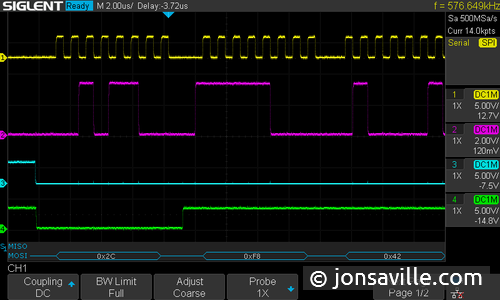 SIGLENT Ready M 2.00us/ Delay:-3.72us f = 576.649kHz
Sa 500MSa/s
Curr 14.0kpts
Serial SPI
1 DC1M
1X 5.00V/
12.7V
2 DC1M
1X 2.00V/
120mV
3 DC1M
1X 5.00V/
-7.5V
4 DC1M
1X 5.00V/
-14.8V
1
2
3
4
S1 MISO
MOSI 0x2C 0xF8 0x42
CH1
Coupling BW Limit Adjust Probe
DC Full Coarse 1X Page 1/2
© jonsaville.com